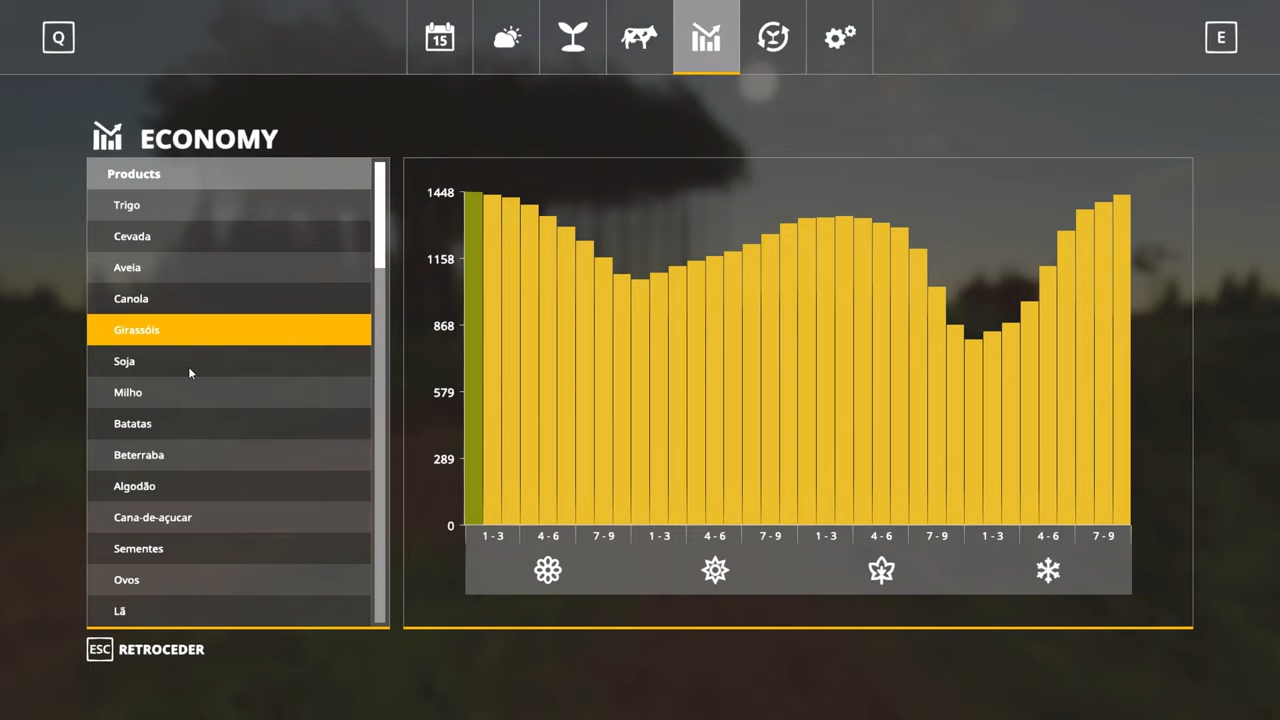 Q
15
E
ECONOMY
Products
Trigo
Cevada
Aveia
Canola
Girassóis
Soja
Milho
Batatas
Beterraba
Algodão
Cana-de-açucar
Sementes
Ovos
Lã
1448
1158
868
579
289
0
1 - 3 4 - 6 7 - 9 1 - 3 4 - 6 7 - 9 1 - 3 4 - 6 7 - 9 1 - 3 4 - 6 7 - 9
ESC RETROCEDER